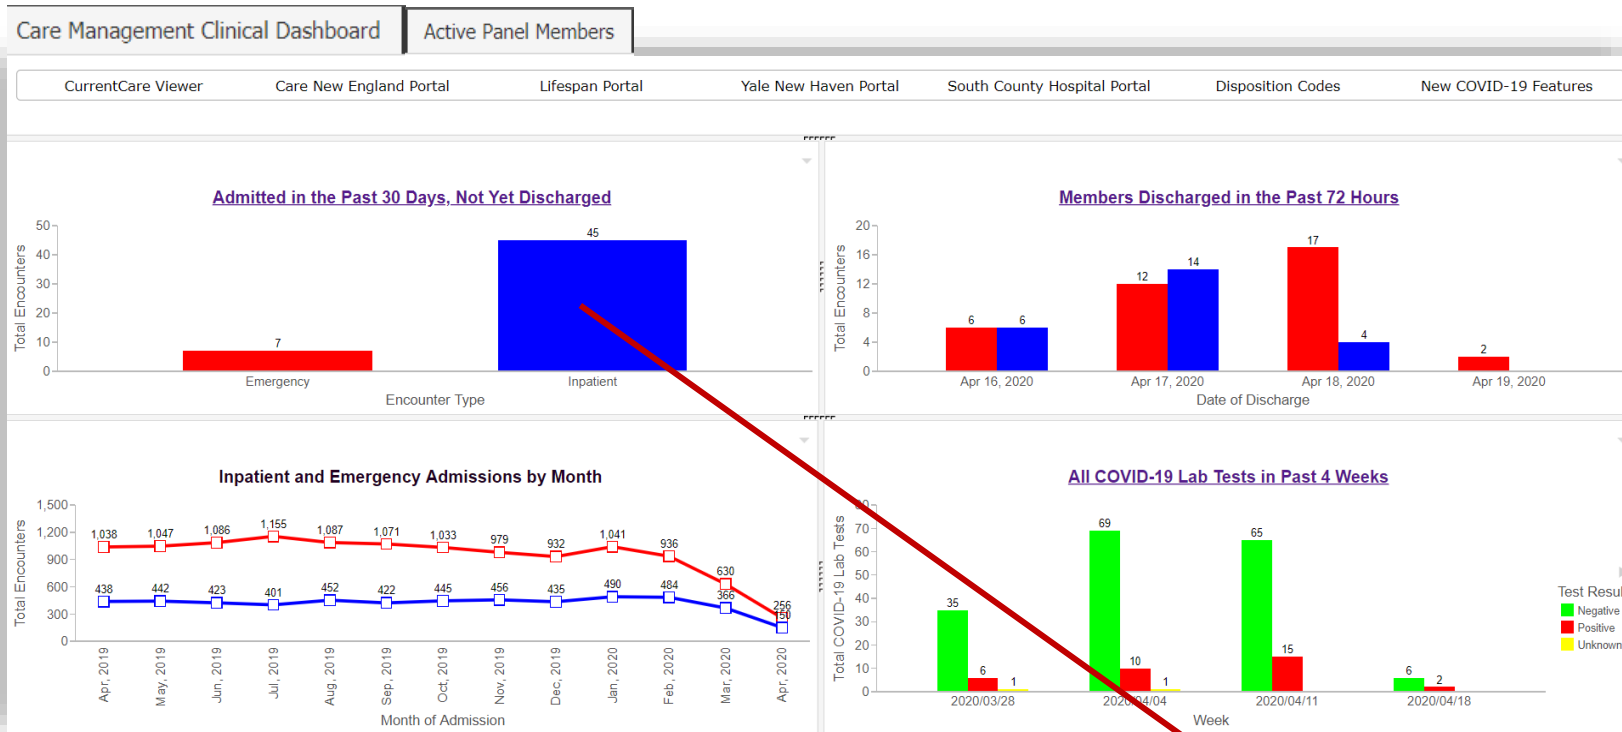 Care Management Clinical Dashboard
Active Panel Members
CurrentCare Viewer
Care New England Portal
Lifespan Portal
Yale New Haven Portal
South County Hospital Portal
Disposition Codes
New COVID-19 Features
Admitted in the Past 30 Days, Not Yet Discharged
Total Encounters
50
40
30
20
10
0
7
45
Emergency
Inpatient
Encounter Type
Members Discharged in the Past 72 Hours
Total Encounters
20
16
12
8
4
0
6
6
12
14
17
4
2
Apr 16, 2020
Apr 17, 2020
Apr 18, 2020
Apr 19, 2020
Date of Discharge
Inpatient and Emergency Admissions by Month
Total Encounters
1,500
1,200
900
600
300
0
1,038
1,047
1,086
1,155
1,087
1,071
1,033
979
932
1,041
936
630
256
438
442
423
401
452
422
445
456
435
490
484
366
Apr, 2019
May, 2019
Jun, 2019
Jul, 2019
Aug, 2019
Sep, 2019
Oct, 2019
Nov, 2019
Dec, 2019
Jan, 2020
Feb, 2020
Mar, 2020
Apr, 2020
Month of Admission
All COVID-19 Lab Tests in Past 4 Weeks
Total COVID-19 Lab Tests
70
60
50
40
30
20
10
0
35
6
1
69
10
1
65
15
6
2
2020/03/28
2020/04/04
2020/04/11
2020/04/18
Week
Test Resul
Negative
Positive
Unknown